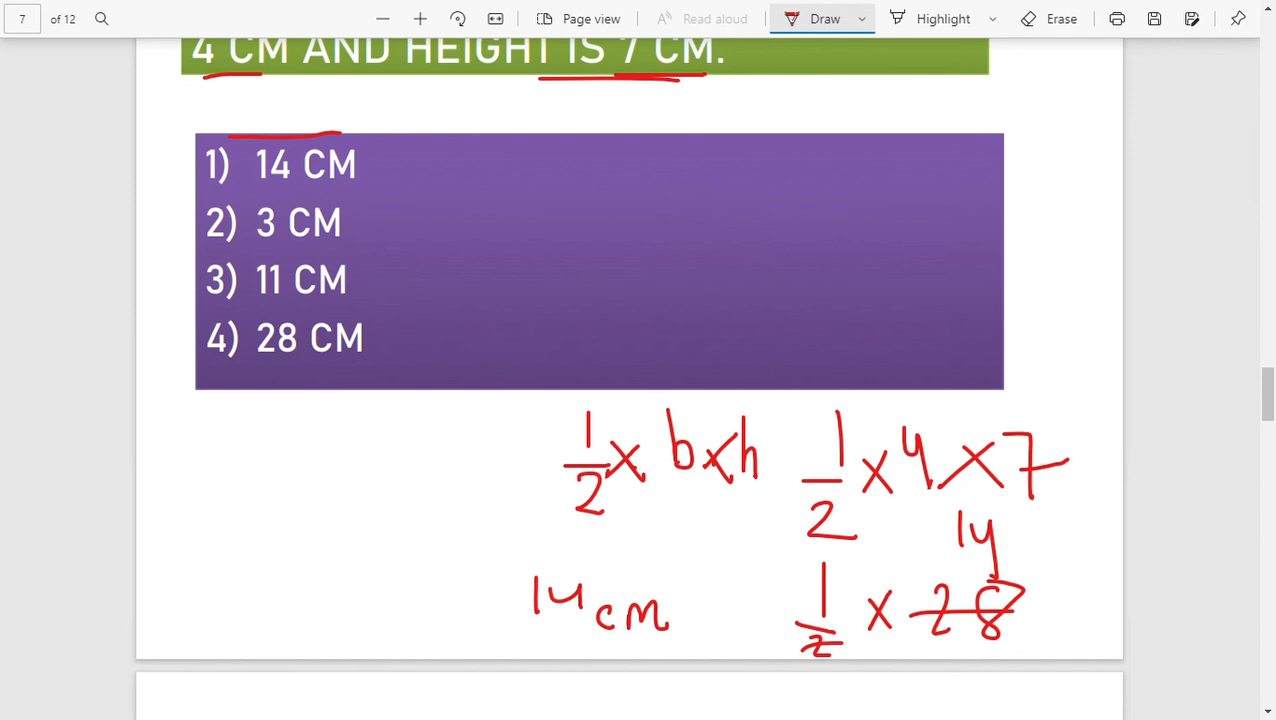 7 of 12 Page view Read aloud Draw Highlight Erase
4 CM AND HEIGHT IS 7 CM.
1) 14 CM
2) 3 CM
3) 11 CM
4) 28 CM
1/2 x b x h 1/2 x 4 x 7
14
14 cm 1/2 x 28